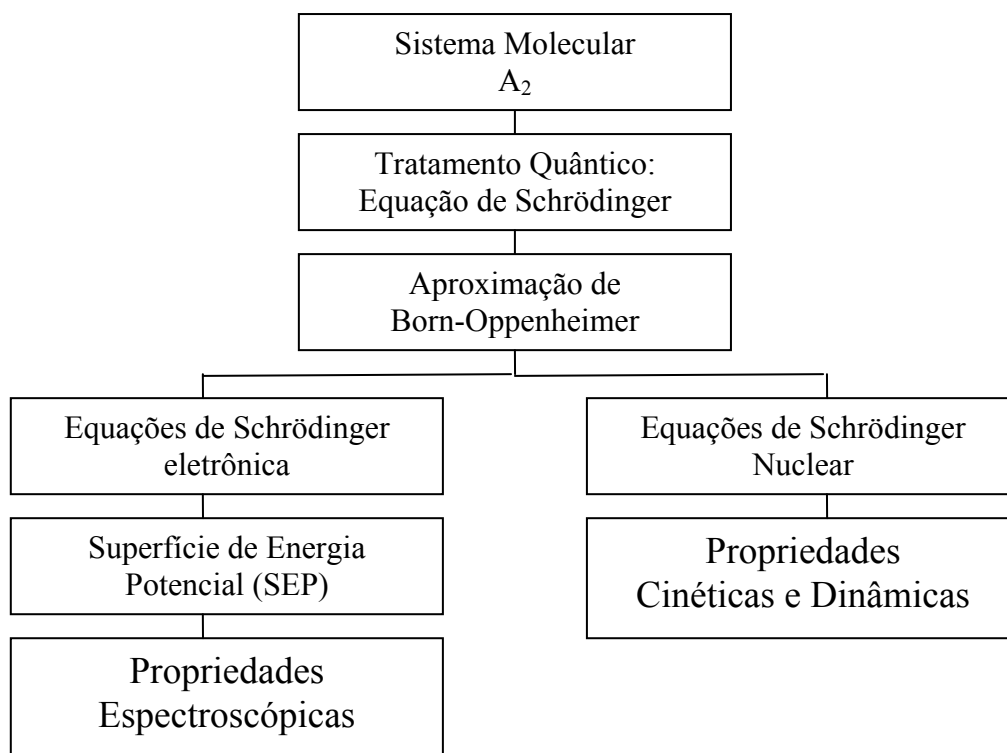 Sistema Molecular
A₂
Tratamento Quântico:
Equação de Schrödinger
Aproximação de
Born-Oppenheimer
Equações de Schrödinger
eletrônica
Superfície de Energia
Potencial (SEP)
Propriedades
Espectroscópicas
Equações de Schrödinger
Nuclear
Propriedades
Cinéticas e Dinâmicas